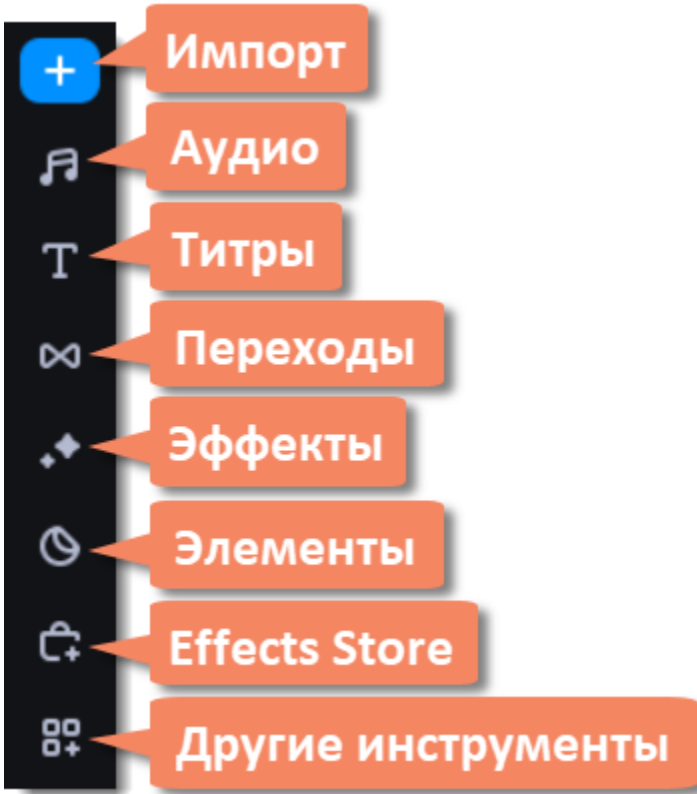 Импорт
Аудио
Титры
Переходы
Эффекты
Элементы
Effects Store
Другие инструменты